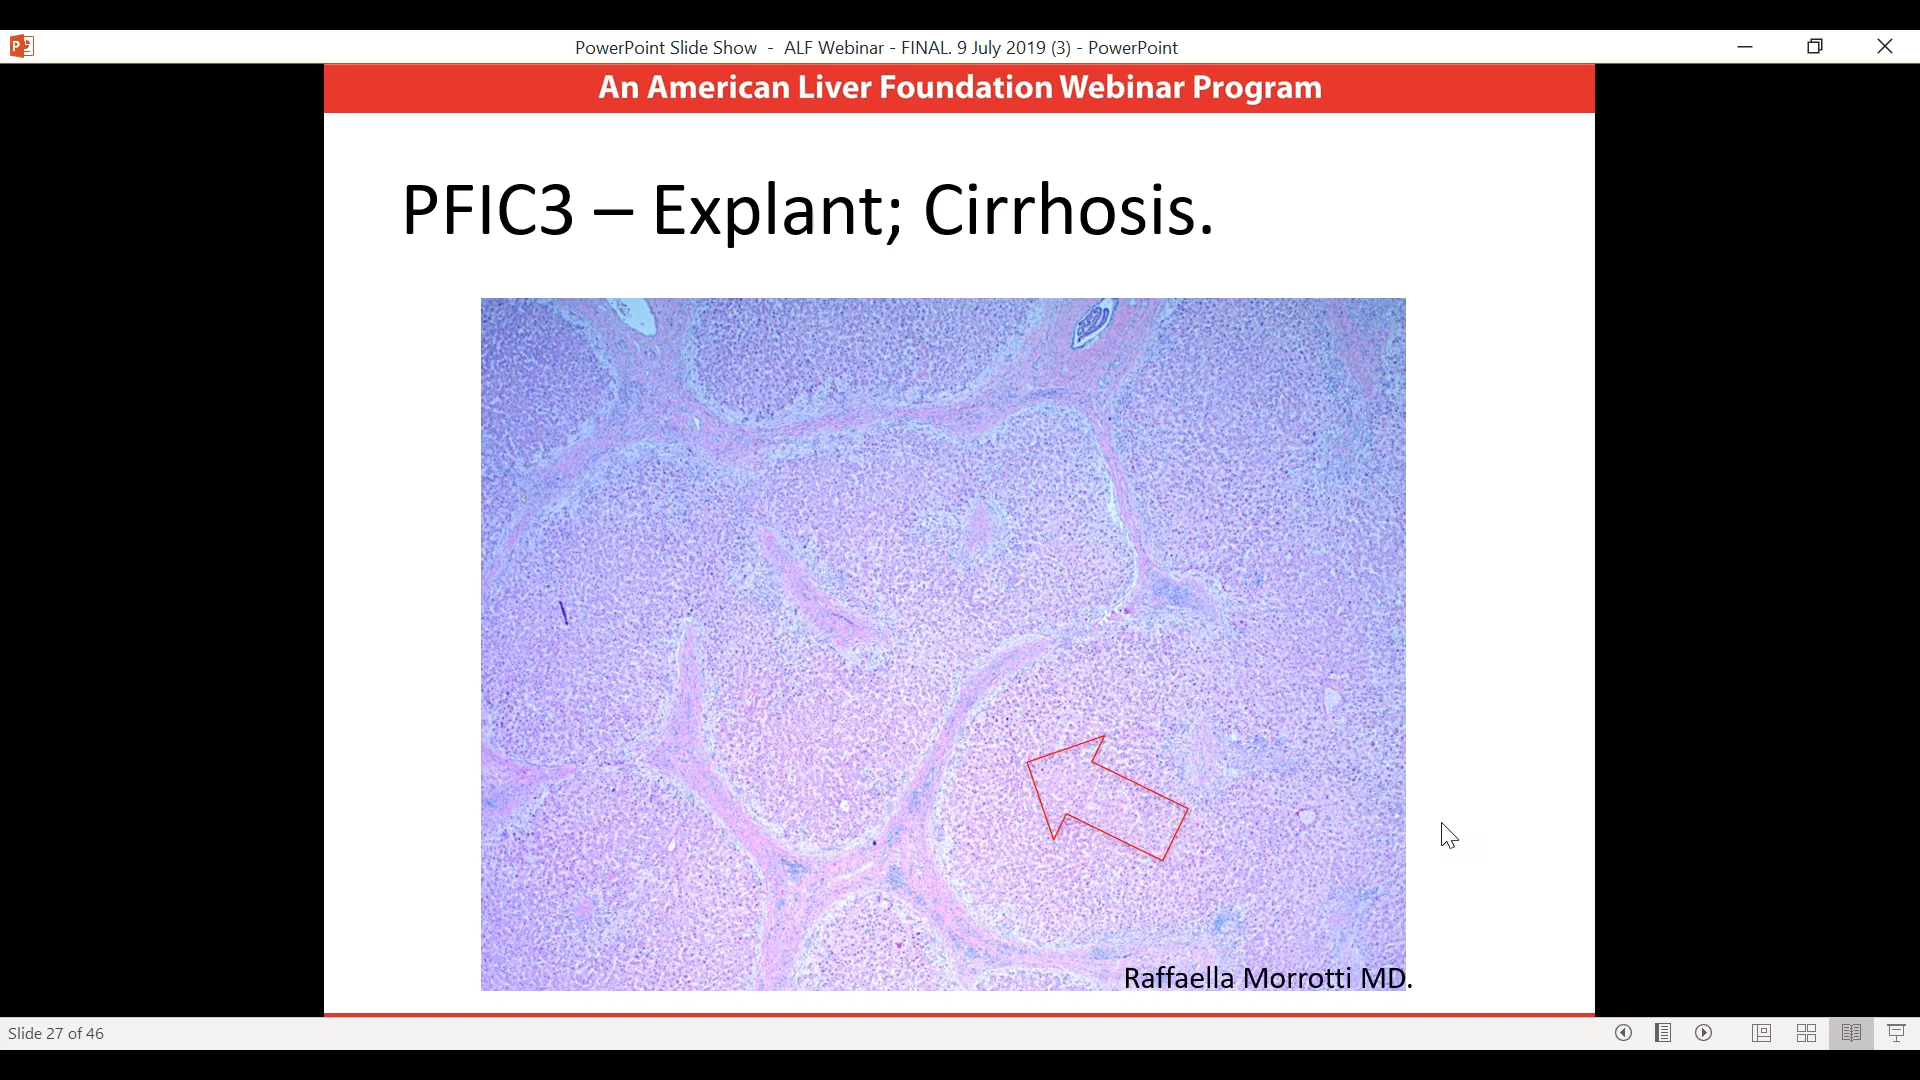 PowerPoint Slide Show - ALF Webinar - FINAL. 9 July 2019 (3) - PowerPoint
An American Liver Foundation Webinar Program
PFIC3 – Explant; Cirrhosis.
Raffaella Morrotti MD.
Slide 27 of 46